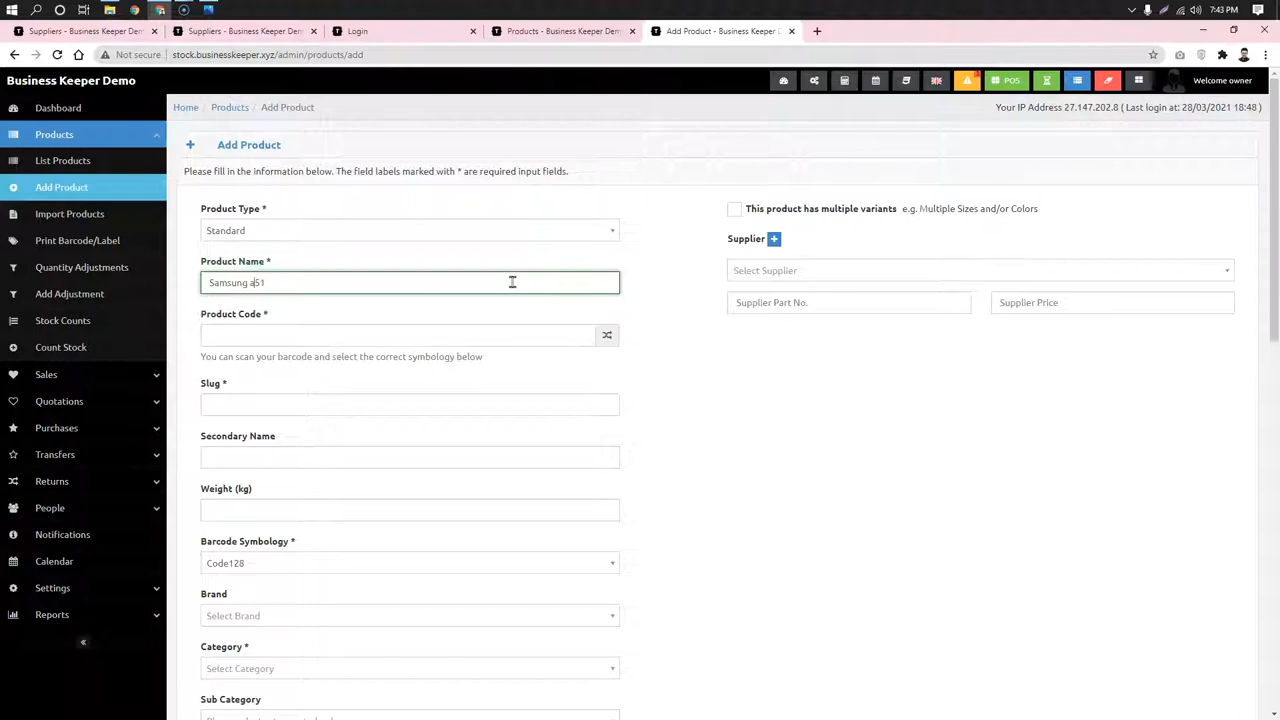 7:43 PM
Suppliers - Business Keeper Demo
Suppliers - Business Keeper Demo
Login
Products - Business Keeper Demo
Add Product - Business Keeper
Not secure
stock.businesskeeper.xyz/admin/products/add
Business Keeper Demo
POS
Welcome owner
Dashboard
Home / Products / Add Product
Your IP Address 27.147.202.8 ( Last login at: 28/03/2021 18:48 )
Products
List Products
Add Product
Import Products
Print Barcode/Label
Quantity Adjustments
Add Adjustment
Stock Counts
Count Stock
Sales
Quotations
Purchases
Transfers
Returns
People
Notifications
Calendar
Settings
Reports
Add Product
Please fill in the information below. The field labels marked with * are required input fields.
Product Type *
Standard
Product Name *
Samsung a51
Product Code *
You can scan your barcode and select the correct symbology below
Slug *
Secondary Name
Weight (kg)
Barcode Symbology *
Code128
Brand
Select Brand
Category *
Select Category
Sub Category
This product has multiple variants e.g. Multiple Sizes and/or Colors
Supplier
Select Supplier
Supplier Part No.
Supplier Price